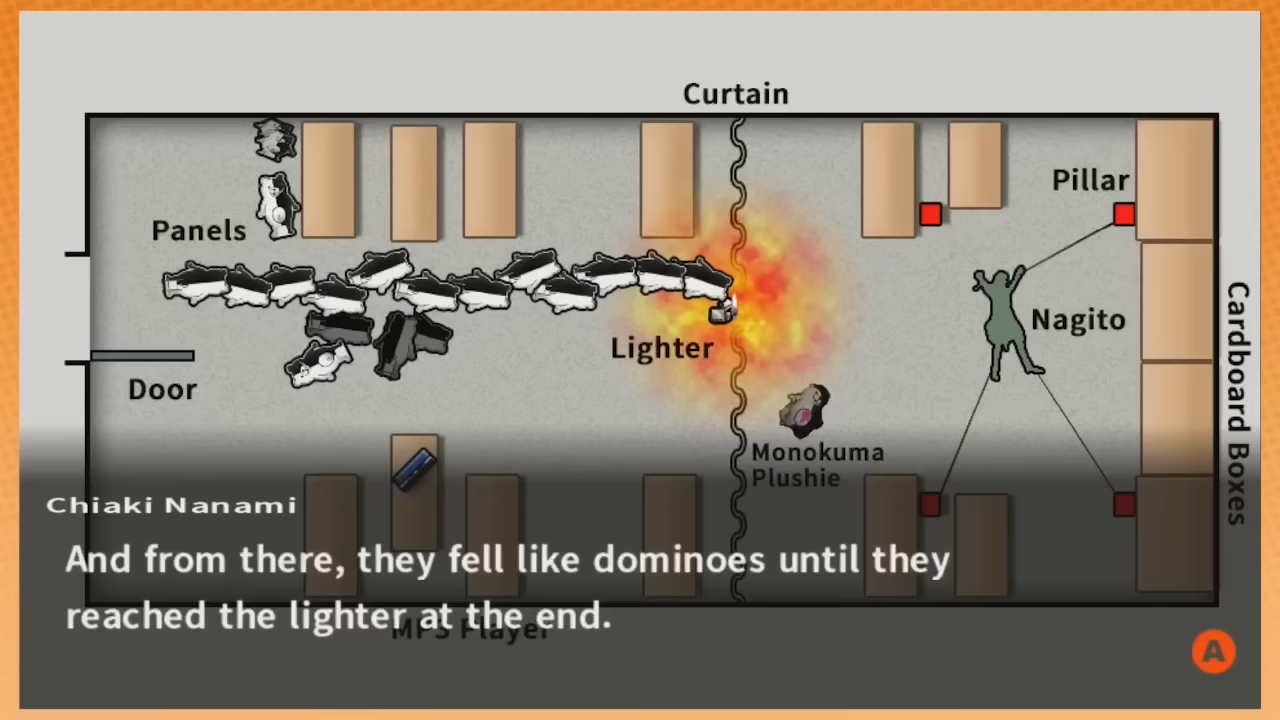 Curtain
Pillar
Panels
Nagito
Lighter
Door
Cardboard Boxes
Monokuma
Plushie
Chiaki Nanami
And from there, they fell like dominoes until they
reached the lighter at the end.
MP3 Player
A